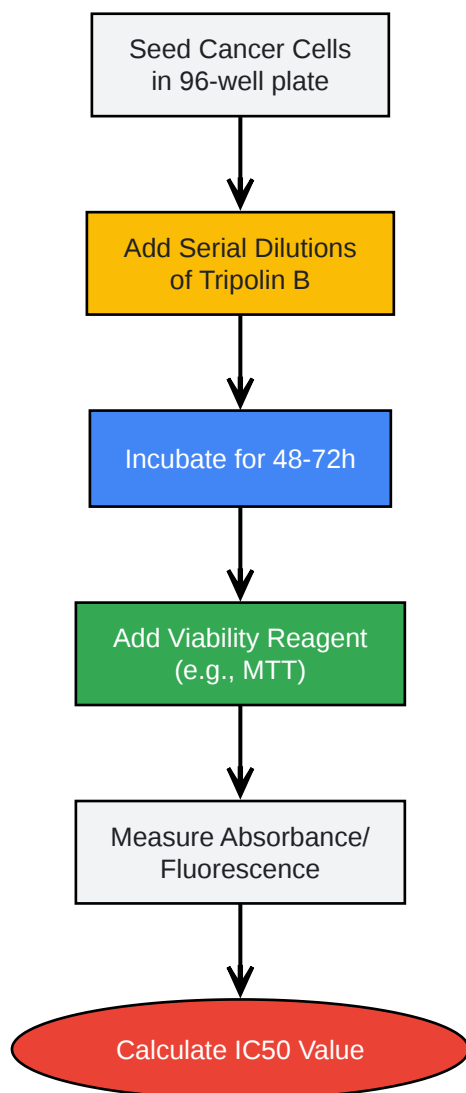 Seed Cancer Cells
in 96-well plate
Add Serial Dilutions
of Tripolin B
Incubate for 48-72h
Add Viability Reagent
(e.g., MTT)
Measure Absorbance/
Fluorescence
Calculate IC50 Value